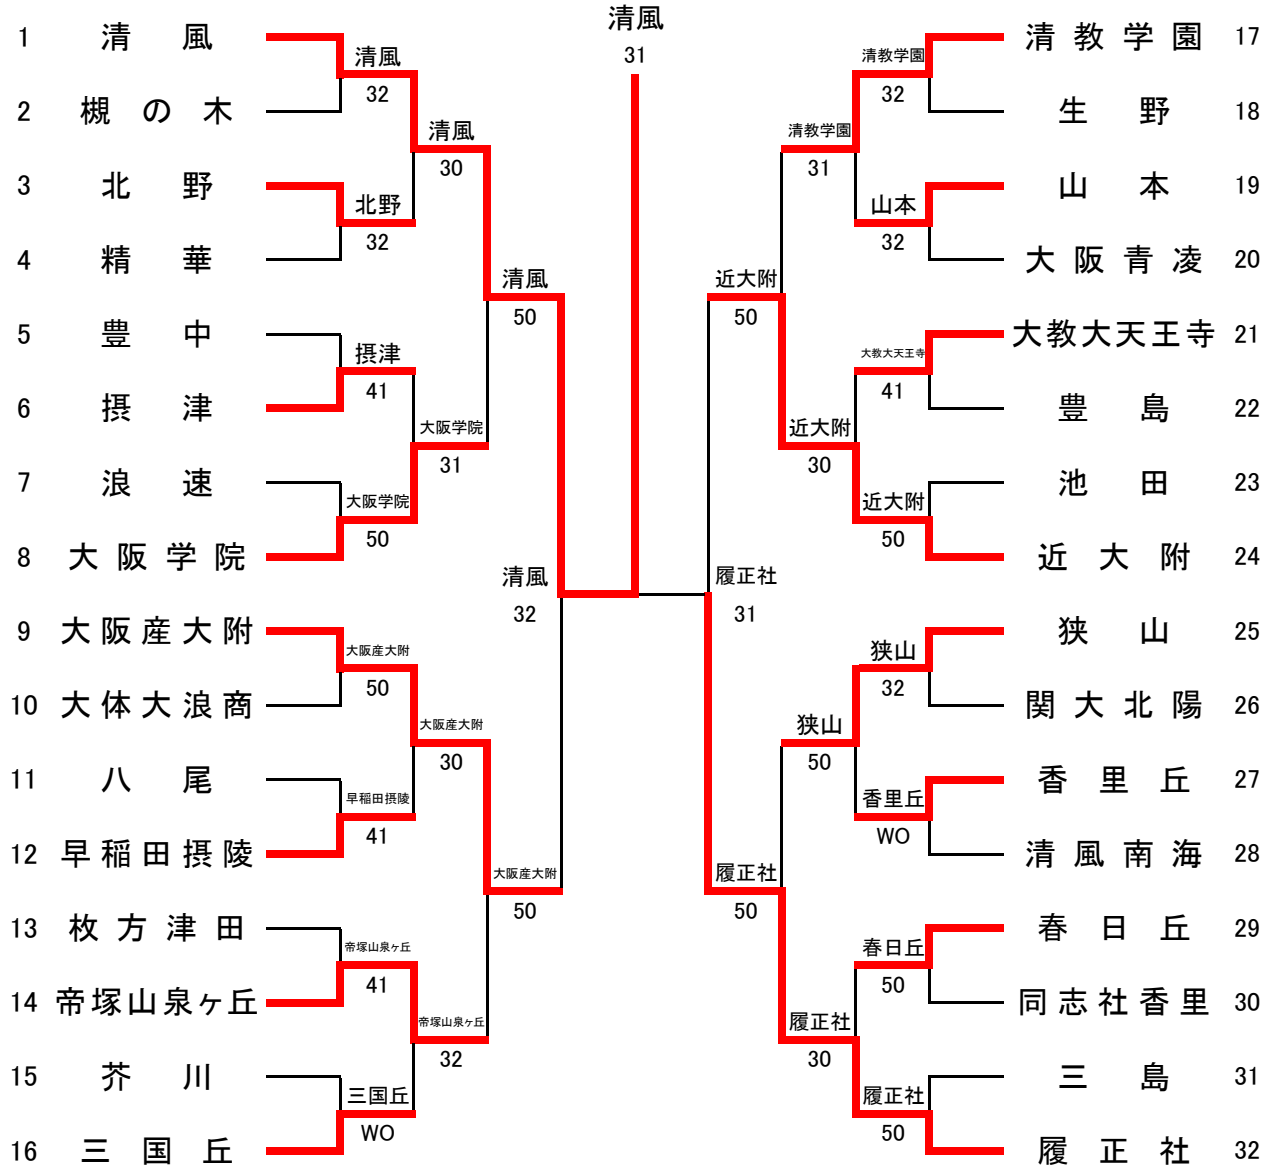 清風
31
1 清風
2 槻の木
3 北野
4 精華
5 豊中
6 摂津
7 浪速
8 大阪学院
9 大阪産大附
10 大体大浪商
11 八尾
12 早稲田摂陵
13 枚方津田
14 帝塚山泉ヶ丘
15 芥川
16 三国丘
清風
32
北野
32
摂津
41
大阪学院
50
大阪産大附
50
早稲田摂陵
41
帝塚山泉ヶ丘
41
三国丘
WO
清風
30
大阪学院
31
大阪産大附
30
帝塚山泉ヶ丘
32
清風
50
大阪産大附
50
清風
32
履正社
31
近大附
50
履正社
50
清教学園
31
近大附
30
狭山
50
履正社
30
清教学園
32
山本
32
大教大天王寺
41
近大附
50
狭山
32
香里丘
WO
春日丘
50
履正社
50
清教学園 17
生野 18
山本 19
大阪青凌 20
大教大天王寺 21
豊島 22
池田 23
近大附 24
狭山 25
関大北陽 26
香里丘 27
清風南海 28
春日丘 29
同志社香里 30
三島 31
履正社 32